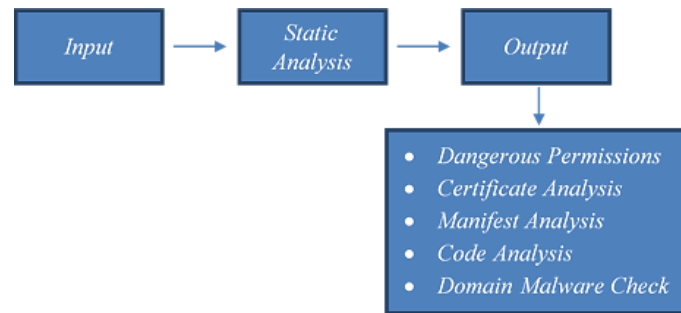 Input
Static
Analysis
Output
• Dangerous Permissions
• Certificate Analysis
• Manifest Analysis
• Code Analysis
• Domain Malware Check